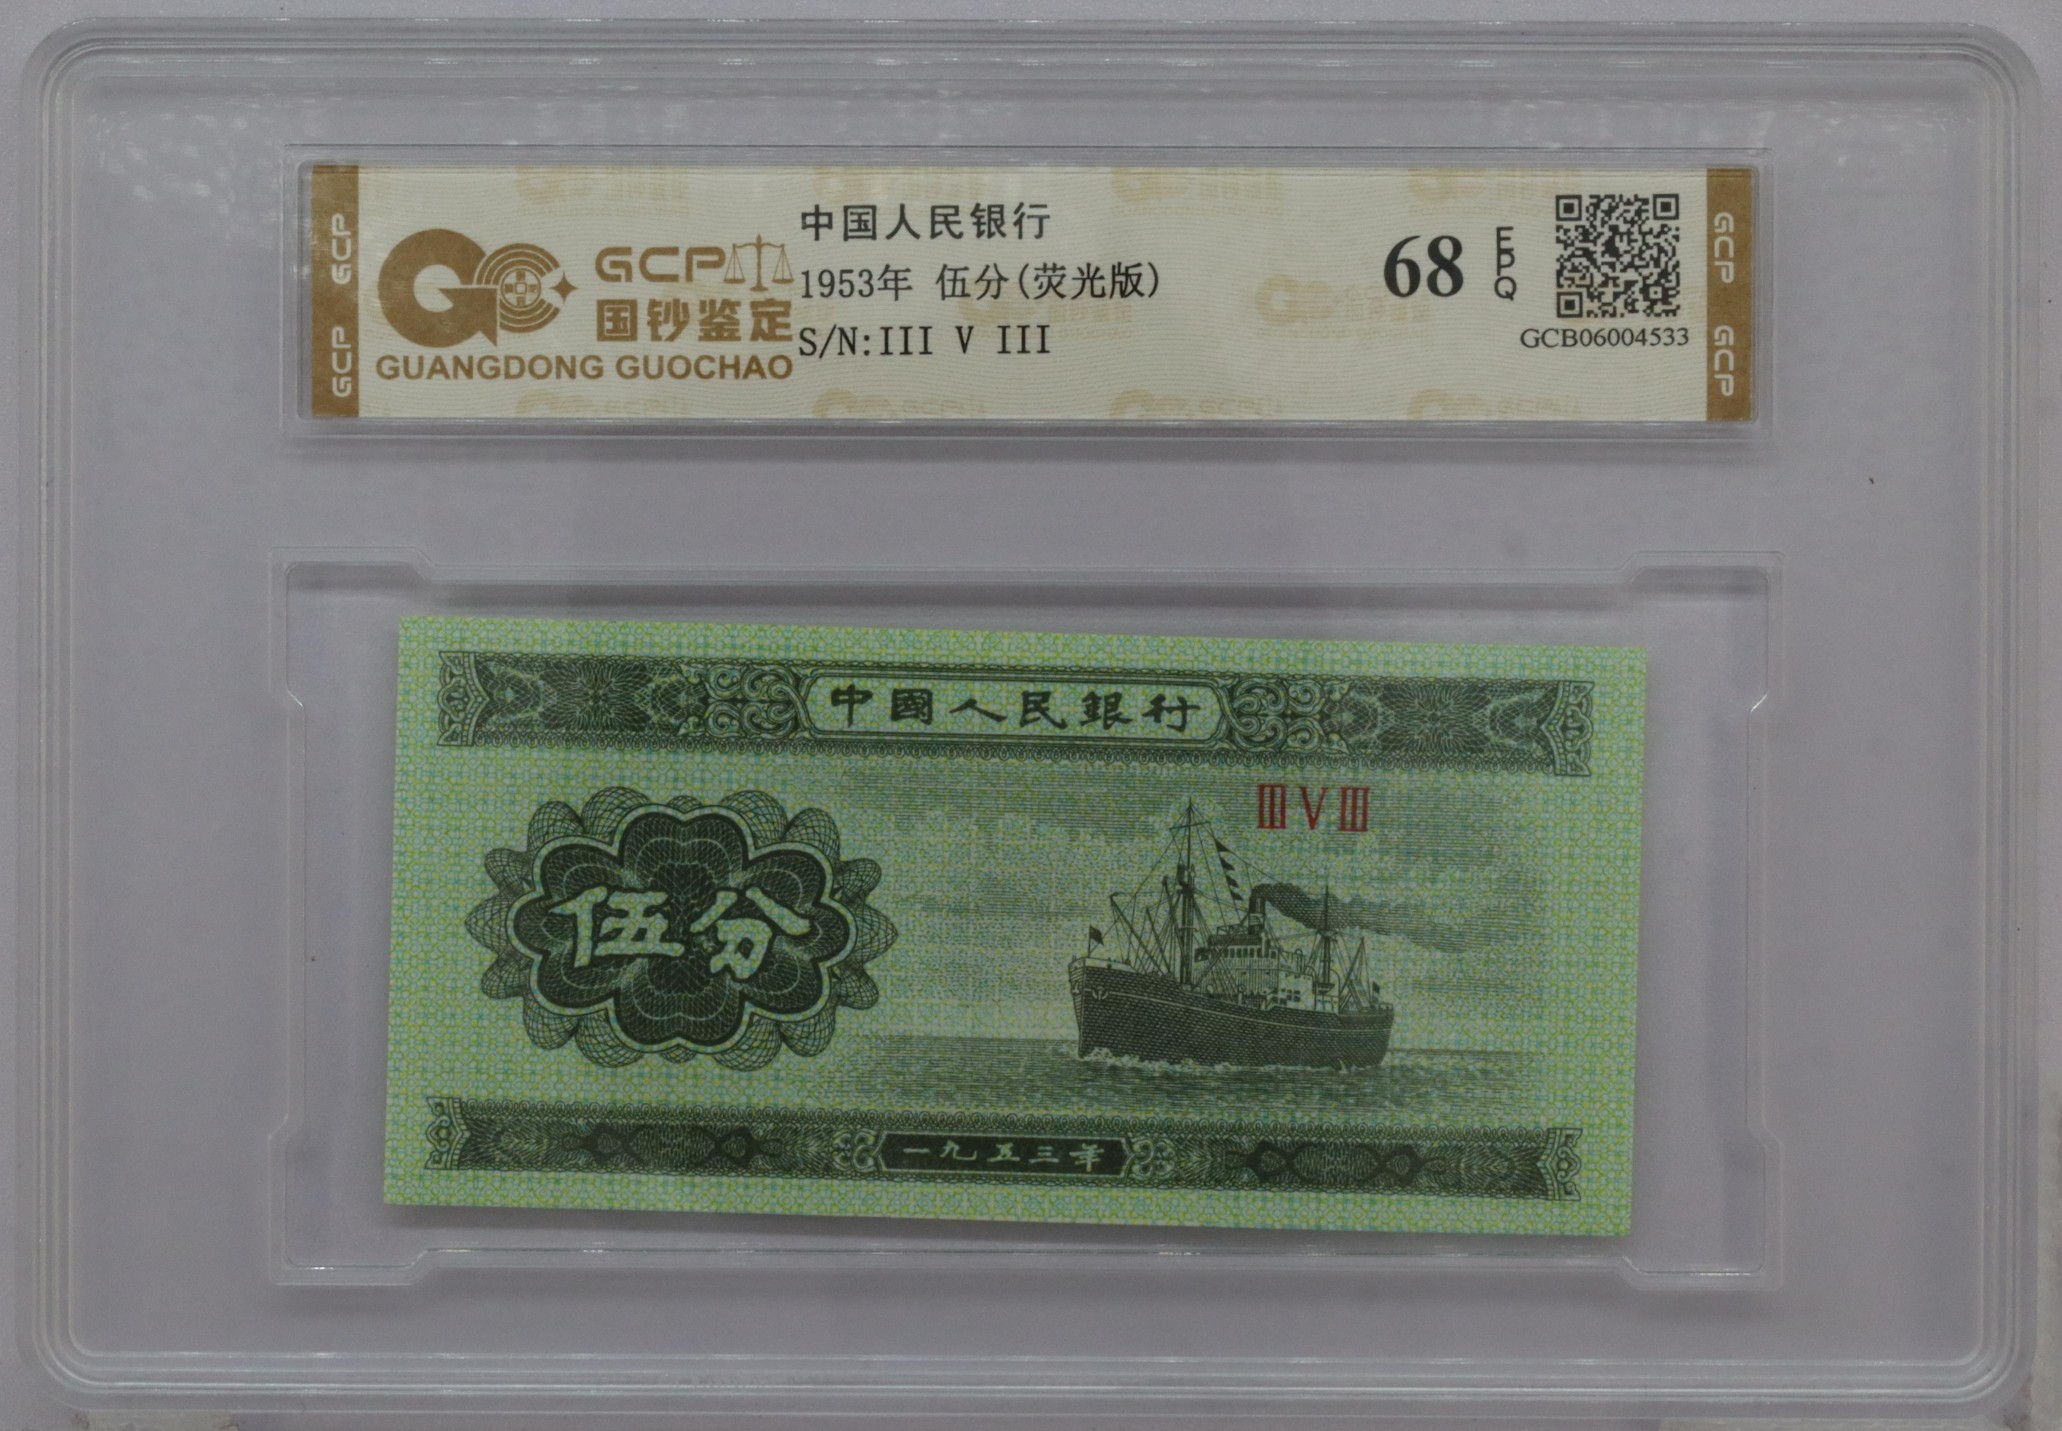 GCP GCP
GCP
国钞鉴定
GUANGDONG GUOCHAO
中国人民银行
1953年 伍分(荧光版)
S/N:III V III
68 EPQ
GCB06004533
GCP GCP
中國人民銀行
III V III
伍分
一九五三年